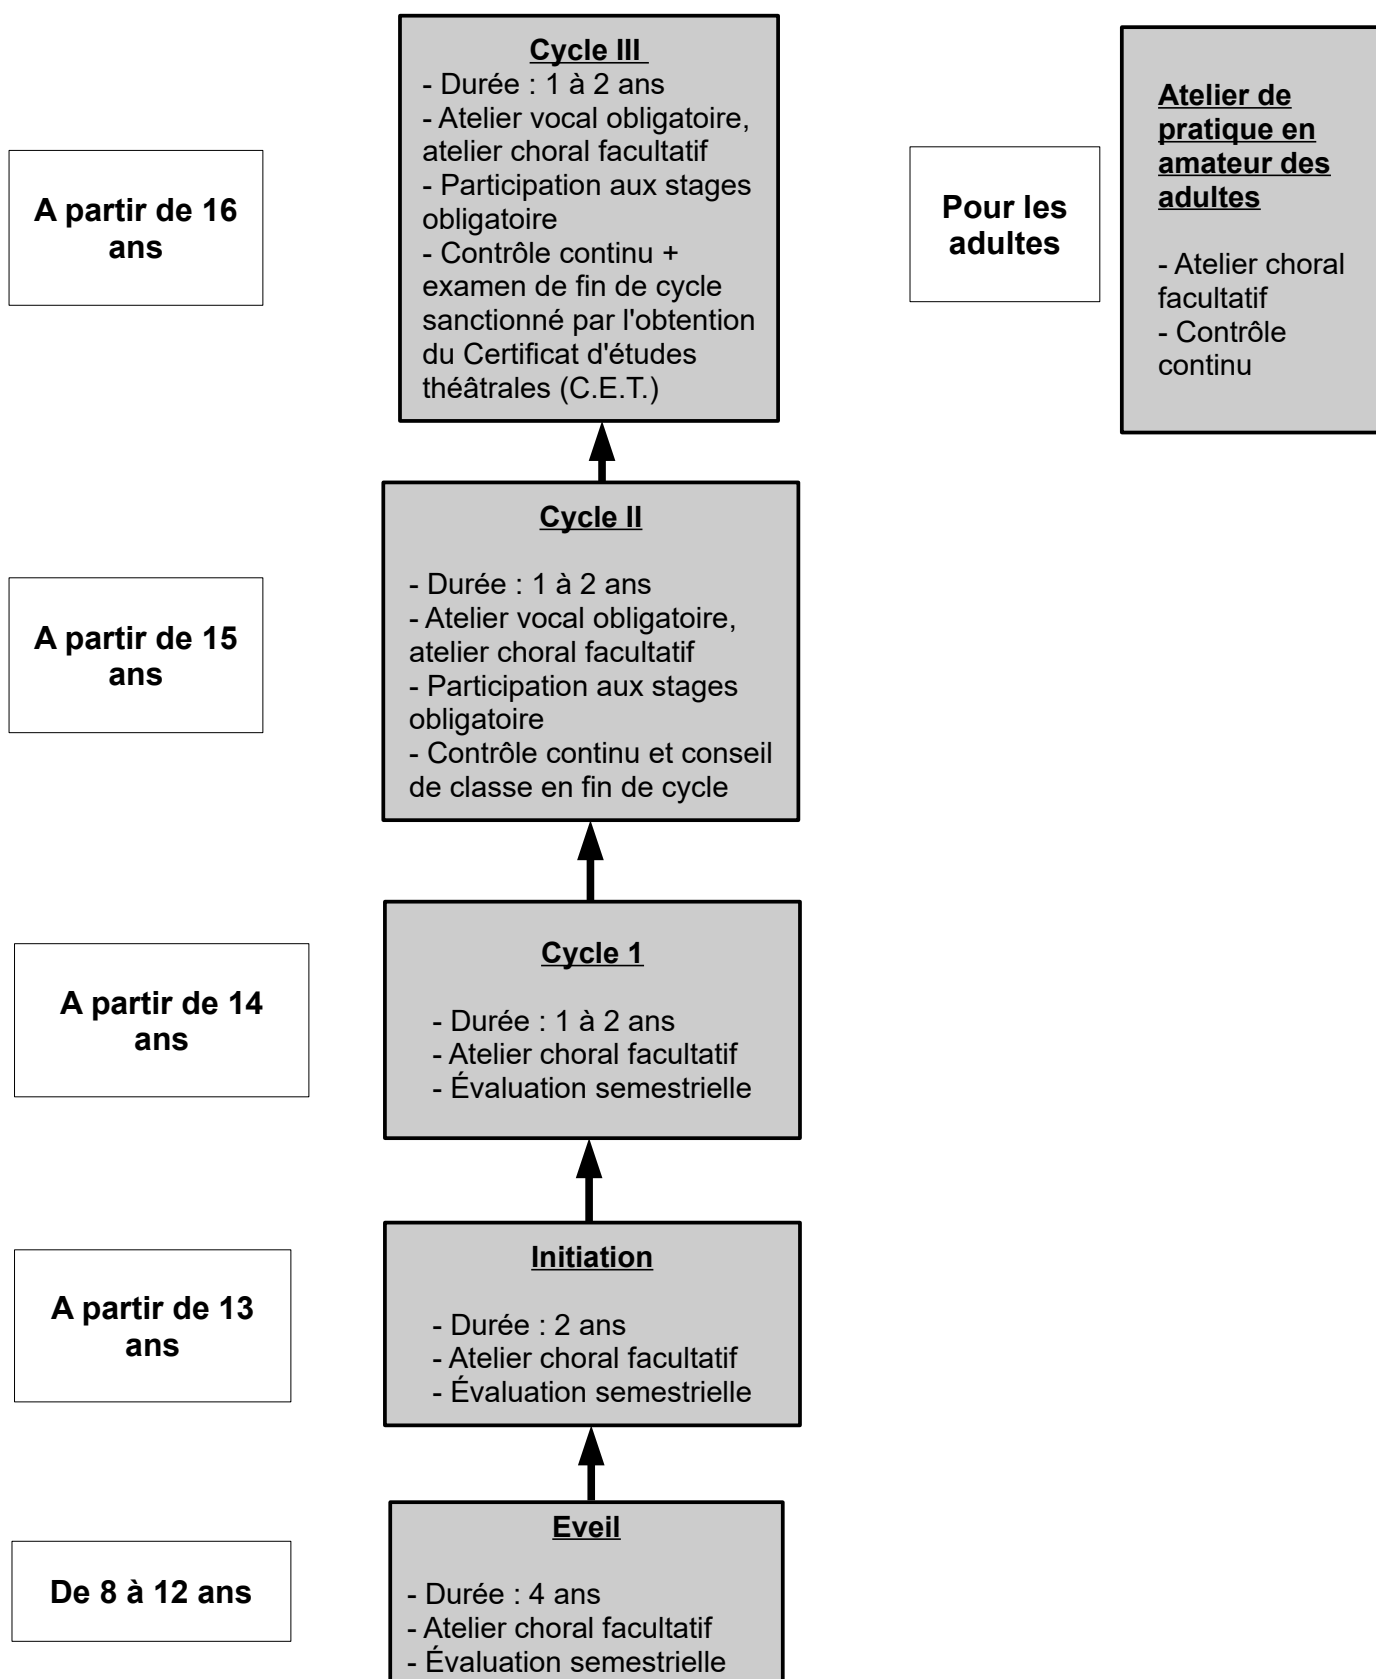 Cycle III
- Durée : 1 à 2 ans
- Atelier vocal obligatoire,
atelier choral facultatif
- Participation aux stages
obligatoire
- Contrôle continu +
examen de fin de cycle
sanctionné par l'obtention
du Certificat d'études
théâtrales (C.E.T.)
A partir de 16
ans
Pour les
adultes
Atelier de
pratique en
amateur des
adultes
- Atelier choral
facultatif
- Contrôle
continu
A partir de 15
ans
Cycle II
- Durée : 1 à 2 ans
- Atelier vocal obligatoire,
atelier choral facultatif
- Participation aux stages
obligatoire
- Contrôle continu et conseil
de classe en fin de cycle
A partir de 14
ans
Cycle 1
- Durée : 1 à 2 ans
- Atelier choral facultatif
- Évaluation semestrielle
A partir de 13
ans
Initiation
- Durée : 2 ans
- Atelier choral facultatif
- Évaluation semestrielle
De 8 à 12 ans
Eveil
- Durée : 4 ans
- Atelier choral facultatif
- Évaluation semestrielle